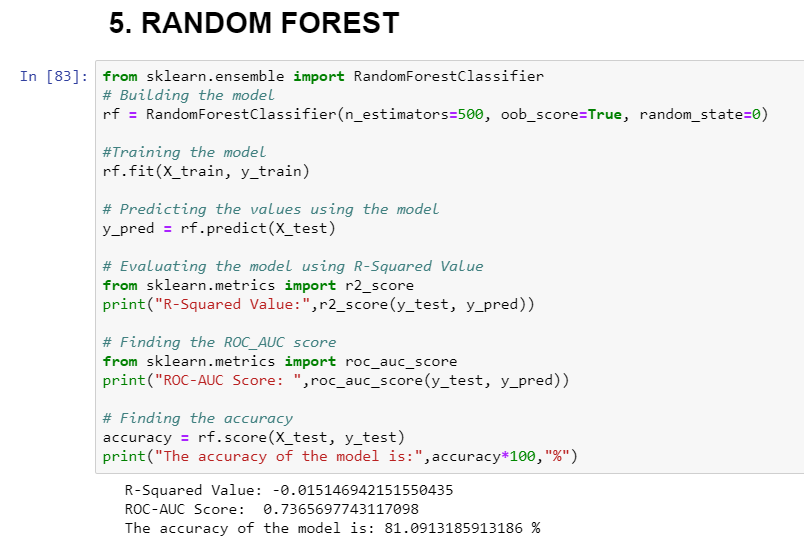 5. RANDOM FOREST
In [83]: from sklearn.ensemble import RandomForestClassifier
# Building the model
rf = RandomForestClassifier(n_estimators=500, oob_score=True, random_state=0)
#Training the model
rf.fit(X_train, y_train)
# Predicting the values using the model
y_pred = rf.predict(X_test)
# Evaluating the model using R-Squared Value
from sklearn.metrics import r2_score
print("R-Squared Value:",r2_score(y_test, y_pred))
# Finding the ROC_AUC score
from sklearn.metrics import roc_auc_score
print("ROC-AUC Score: ",roc_auc_score(y_test, y_pred))
# Finding the accuracy
accuracy = rf.score(X_test, y_test)
print("The accuracy of the model is:",accuracy*100,"%")
R-Squared Value: -0.015146942151550435
ROC-AUC Score:  0.7365697743117098
The accuracy of the model is: 81.0913185913186 %